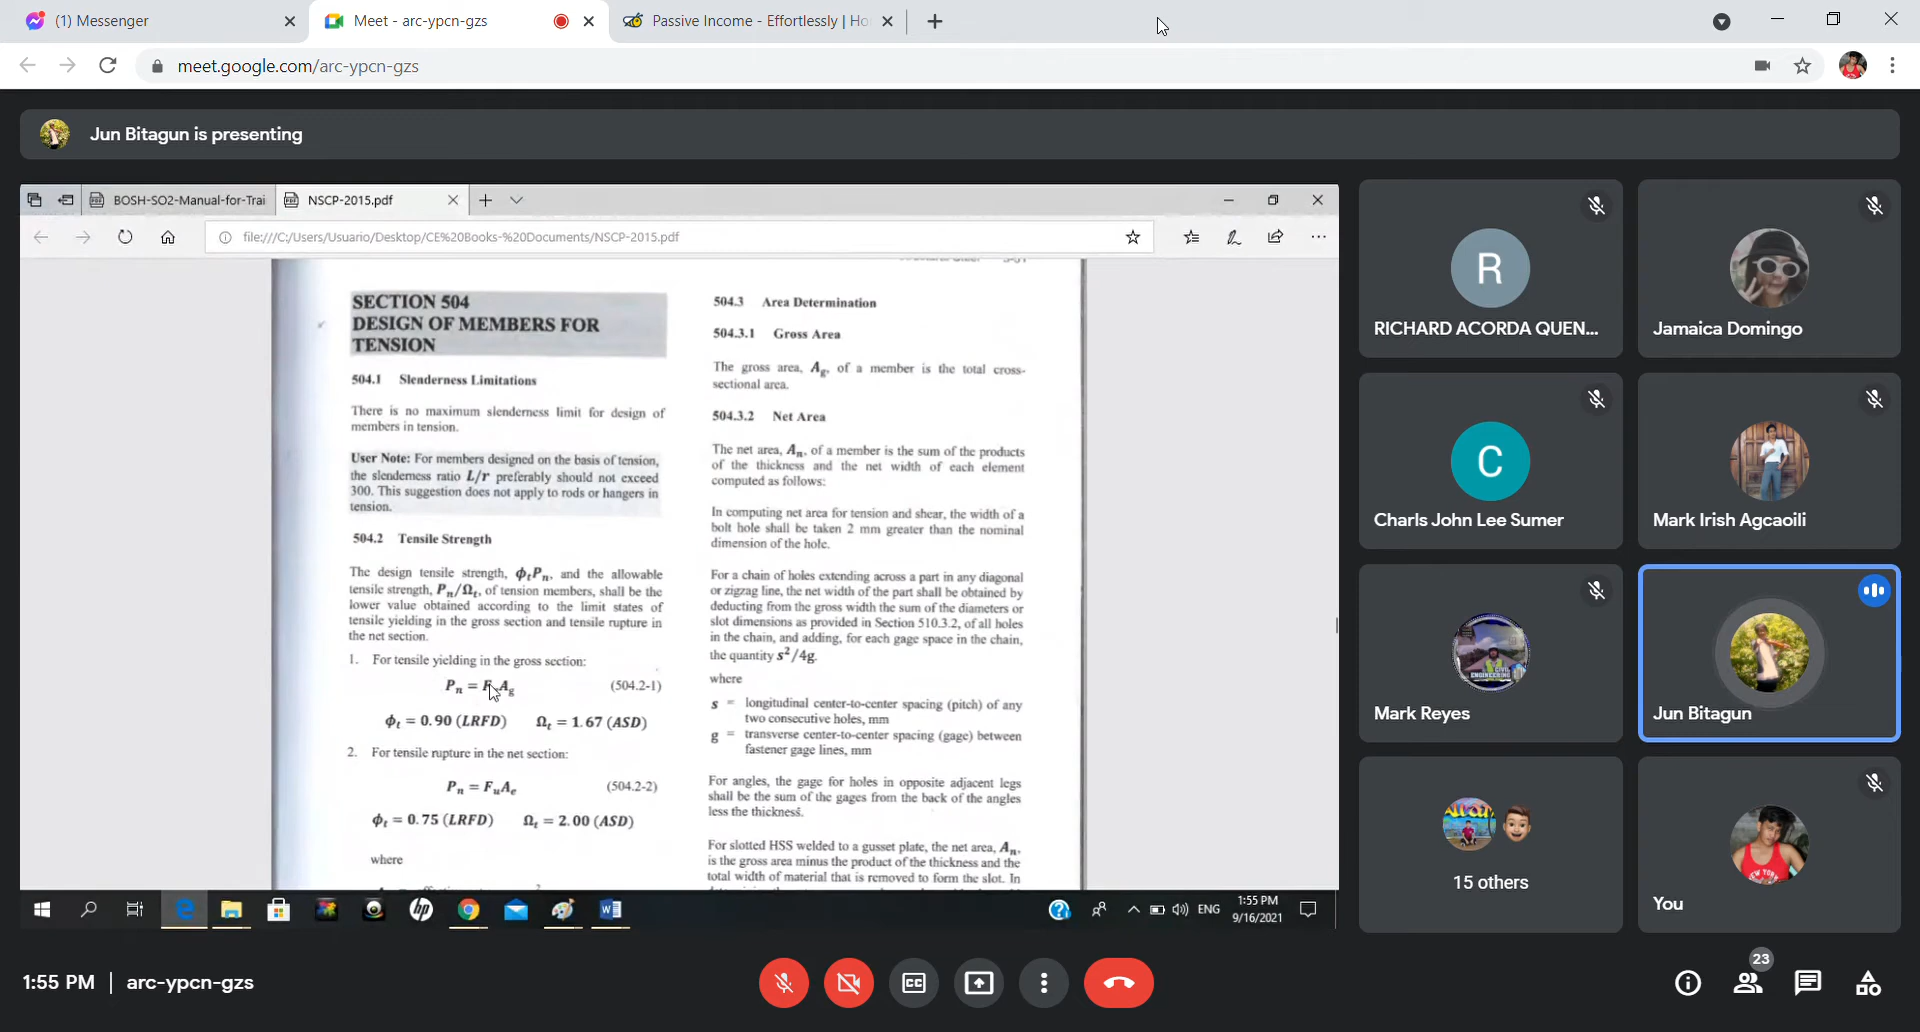 (1) Messenger
Meet - arc-ypcn-gzs
Passive Income - Effortlessly | Ho
meet.google.com/arc-ypcn-gzs
Jun Bitagun is presenting
BOSH-SO2-Manual-for-Trai
NSCP-2015.pdf
file:///C:/Users/Usuario/Desktop/CE%20Books-%20Documents/NSCP-2015.pdf
SECTION 504
DESIGN OF MEMBERS FOR
TENSION
504.1 Slenderness Limitations
There is no maximum slenderness limit for design of
members in tension.
User Note: For members designed on the basis of tension,
the slenderness ratio L/r preferably should not exceed
300. This suggestion does not apply to rods or hangers in
tension.
504.2 Tensile Strength
The design tensile strength, ϕtPn, and the allowable
tensile strength, Pn/Ωt, of tension members, shall be the
lower value obtained according to the limit states of
tensile yielding in the gross section and tensile rupture in
the net section.
1. For tensile yielding in the gross section:
Pn = F Ag (504.2-1)
ϕt = 0.90 (LRFD) Ωt = 1.67 (ASD)
2. For tensile rupture in the net section:
Pn = FuAe (504.2-2)
ϕt = 0.75 (LRFD) Ωt = 2.00 (ASD)
where
504.3 Area Determination
504.3.1 Gross Area
The gross area, Ag, of a member is the total cross-
sectional area.
504.3.2 Net Area
The net area, An, of a member is the sum of the products
of the thickness and the net width of each element
computed as follows:
In computing net area for tension and shear, the width of a
bolt hole shall be taken 2 mm greater than the nominal
dimension of the hole.
For a chain of holes extending across a part in any diagonal
or zigzag line, the net width of the part shall be obtained by
deducting from the gross width the sum of the diameters or
slot dimensions as provided in Section 510.3.2, of all holes
in the chain, and adding, for each gage space in the chain,
the quantity s²/4g.
where
s = longitudinal center-to-center spacing (pitch) of any
two consecutive holes, mm
g = transverse center-to-center spacing (gage) between
fastener gage lines, mm
For angles, the gage for holes in opposite adjacent legs
shall be the sum of the gages from the back of the angles
less the thickness.
For slotted HSS welded to a gusset plate, the net area, An,
is the gross area minus the product of the thickness and the
total width of material that is removed to form the slot. In
ENG
1:55 PM
9/16/2021
R
RICHARD ACORDA QUEN...
Jamaica Domingo
C
Charls John Lee Sumer
Mark Irish Agcaoili
CIVIL
ENGINEERING
Mark Reyes
Jun Bitagun
15 others
NEW YORK
You
1:55 PM | arc-ypcn-gzs
CC
23